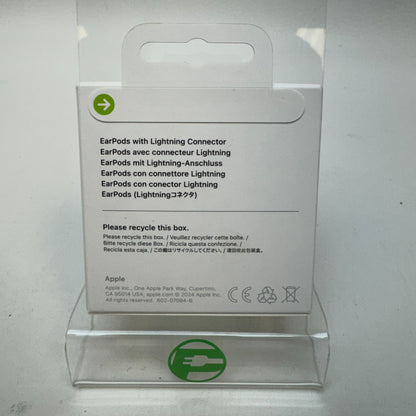 EarPods with Lightning Connector
EarPods avec connecteur Lightning
EarPods mit Lightning-Anschluss
EarPods con connettore Lightning
EarPods con conector Lightning
EarPods (Lightningコネクタ)
Please recycle this box.
Please recycle this box. / Veuillez recycler cette boîte. /
Bitte recycle diese Box. / Ricicla questa confezione. /
Recicla esta caja. / この箱はリサイクルしてください。/ 请回收此包装盒。
Apple
Apple Inc., One Apple Park Way, Cupertino,
CA 95014 USA, apple.com © 2024 Apple Inc.
All rights reserved. 602-07084-B
CE